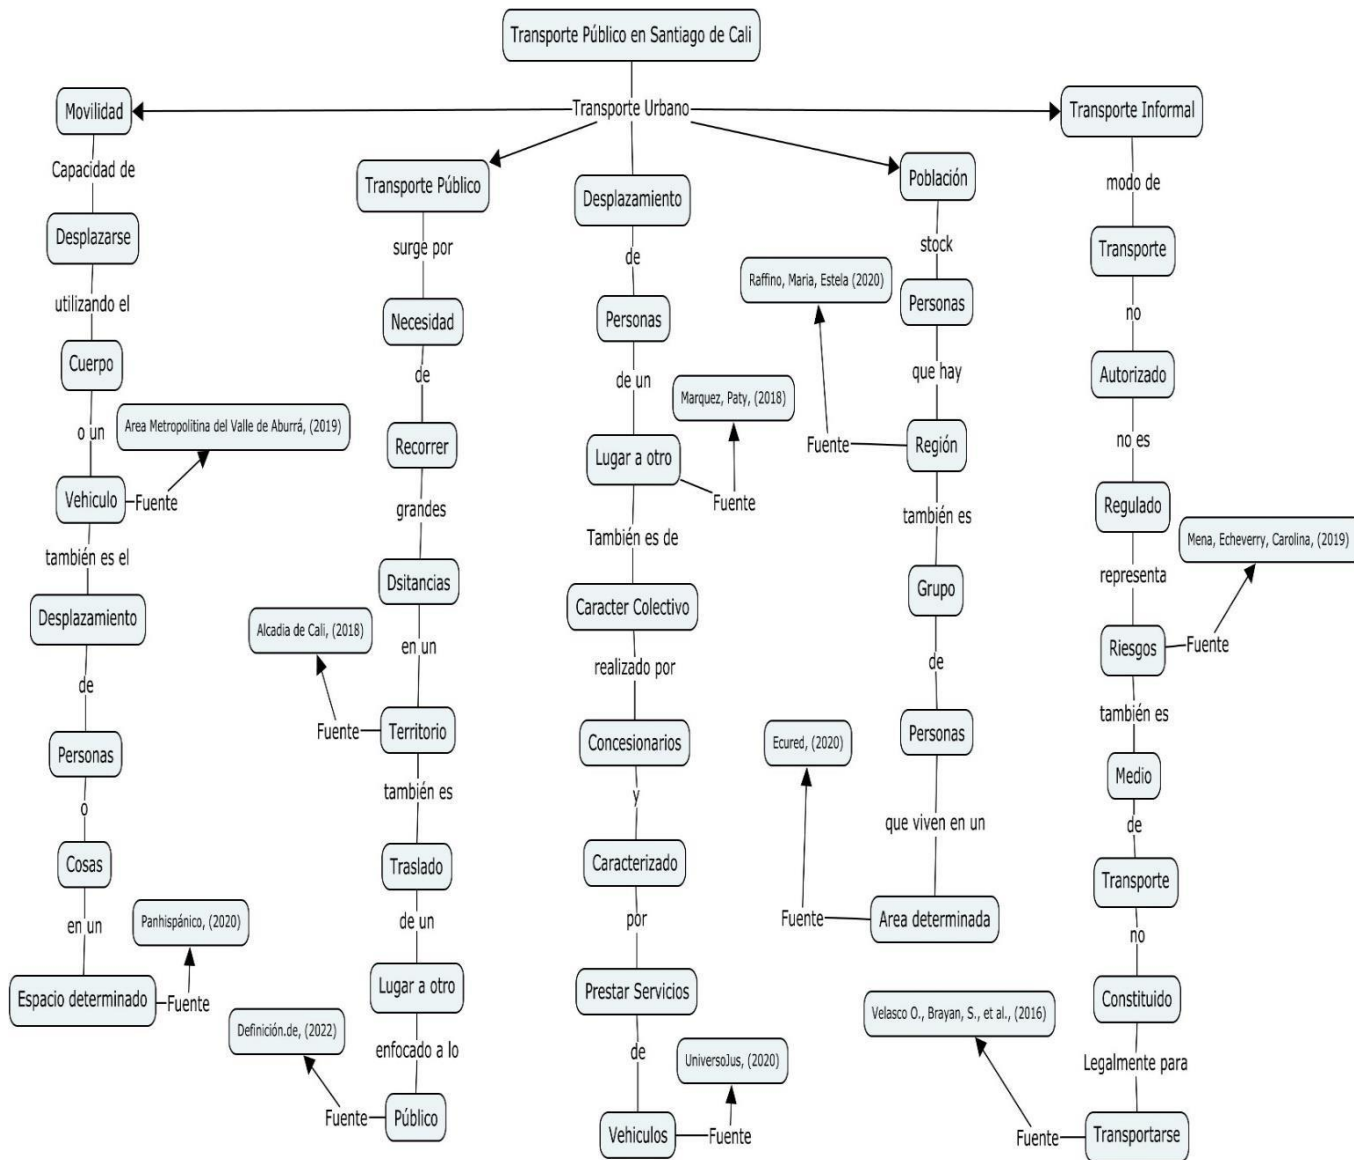 Transporte Público en Santiago de Cali
Transporte Urbano
Movilidad
Capacidad de
Desplazarse
utilizando el
Cuerpo
o un
Vehiculo
Fuente
Area Metropolitina del Valle de Aburrá, (2019)
también es el
Desplazamiento
de
Personas
o
Cosas
en un
Espacio determinado
Fuente
Panhispánico, (2020)
Transporte Público
surge por
Necesidad
de
Recorrer
grandes
Dsitancias
en un
Territorio
Fuente
Alcadia de Cali, (2018)
también es
Traslado
de un
Lugar a otro
enfocado a lo
Público
Fuente
Definición.de, (2022)
Desplazamiento
de
Personas
de un
Lugar a otro
Fuente
Marquez, Paty, (2018)
También es de
Caracter Colectivo
realizado por
Concesionarios
y
Caracterizado
por
Prestar Servicios
de
Vehiculos
Fuente
UniversoJus, (2020)
Población
stock
Personas
que hay
Región
Fuente
Raffino, Maria, Estela (2020)
también es
Grupo
de
Personas
que viven en un
Area determinada
Fuente
Ecured, (2020)
Transporte Informal
modo de
Transporte
no
Autorizado
no es
Regulado
representa
Riesgos
Fuente
Mena, Echeverry, Carolina, (2019)
también es
Medio
de
Transporte
no
Constituido
Legalmente para
Transportarse
Fuente
Velasco O., Brayan, S., et al., (2016)